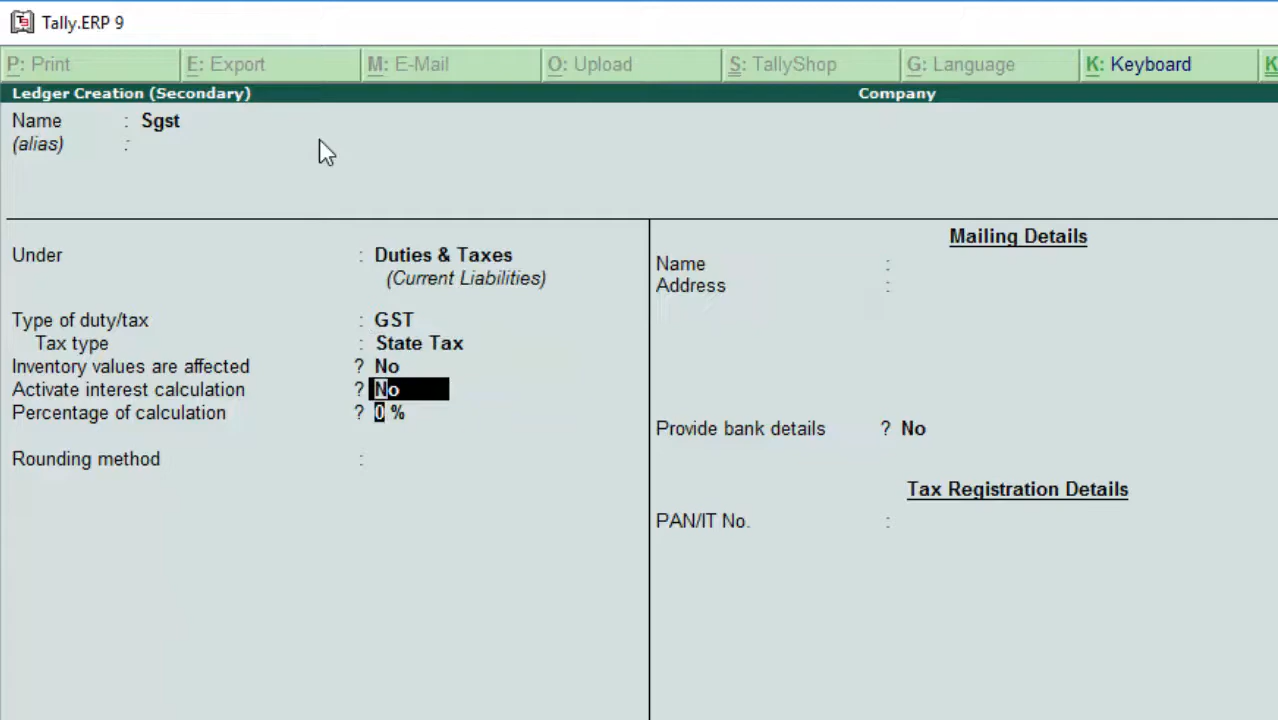 Tally.ERP 9
P: Print E: Export M: E-Mail O: Upload S: TallyShop G: Language K: Keyboard K
Ledger Creation (Secondary) Company
Name : Sgst
(alias) :
Mailing Details
Under : Duties & Taxes
(Current Liabilities)
Name :
Address :
Type of duty/tax : GST
Tax type : State Tax
Inventory values are affected ? No
Activate interest calculation ? No
Percentage of calculation ? 0 %
Provide bank details ? No
Rounding method :
Tax Registration Details
PAN/IT No. :